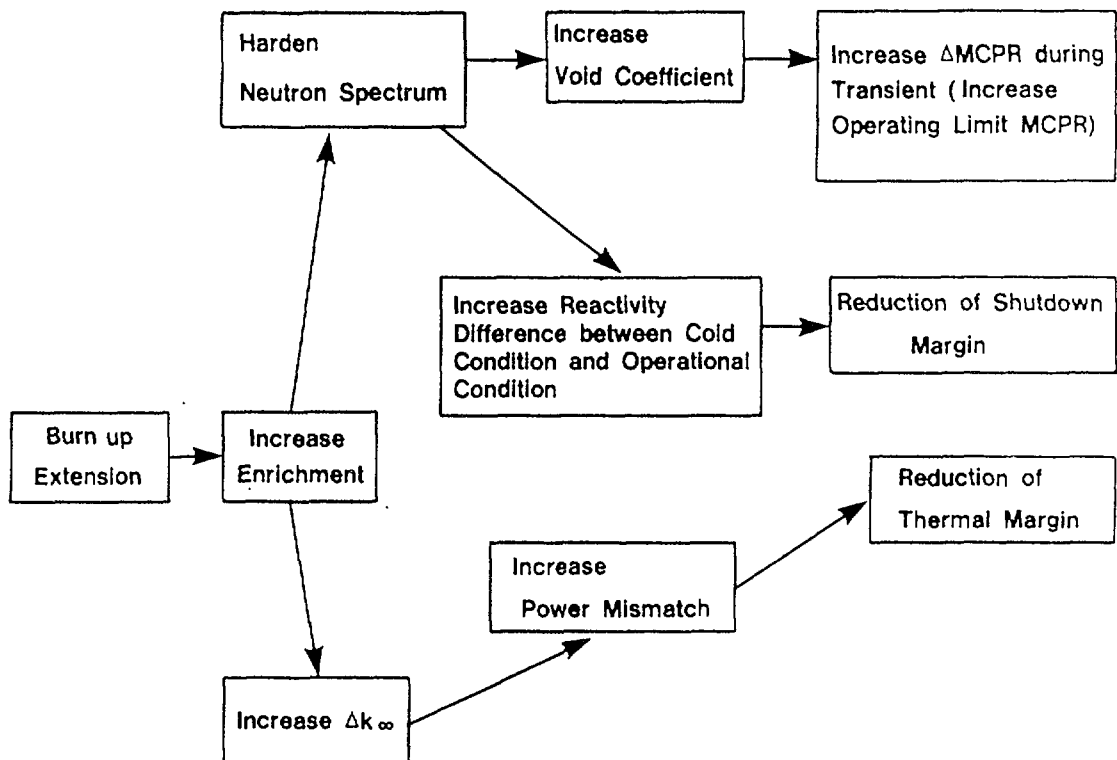 Harden
Neutron Spectrum
Increase
Void Coefficient
Increase ΔMCPR during
Transient ( Increase
Operating Limit MCPR)
Increase Reactivity
Difference between Cold
Condition and Operational
Condition
Reduction of Shutdown
Margin
Burn up
Extension
Increase
Enrichment
Reduction of
Thermal Margin
Increase
Power Mismatch
Increase Δk∞